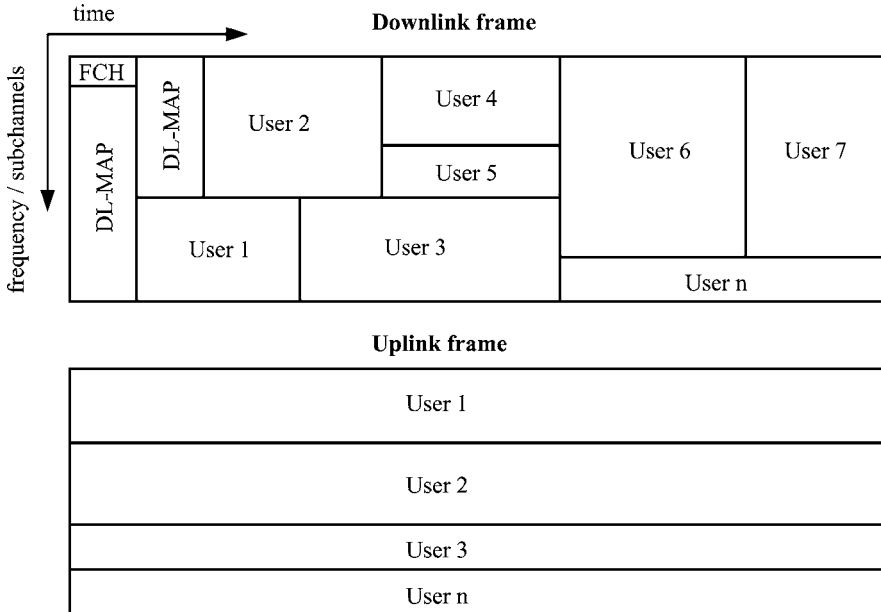 time
Downlink frame
frequency / subchannels
FCH
DL-MAP
DL-MAP
User 2
User 4
User 5
User 6
User 7
User 1
User 3
User n
Uplink frame
User 1
User 2
User 3
User n